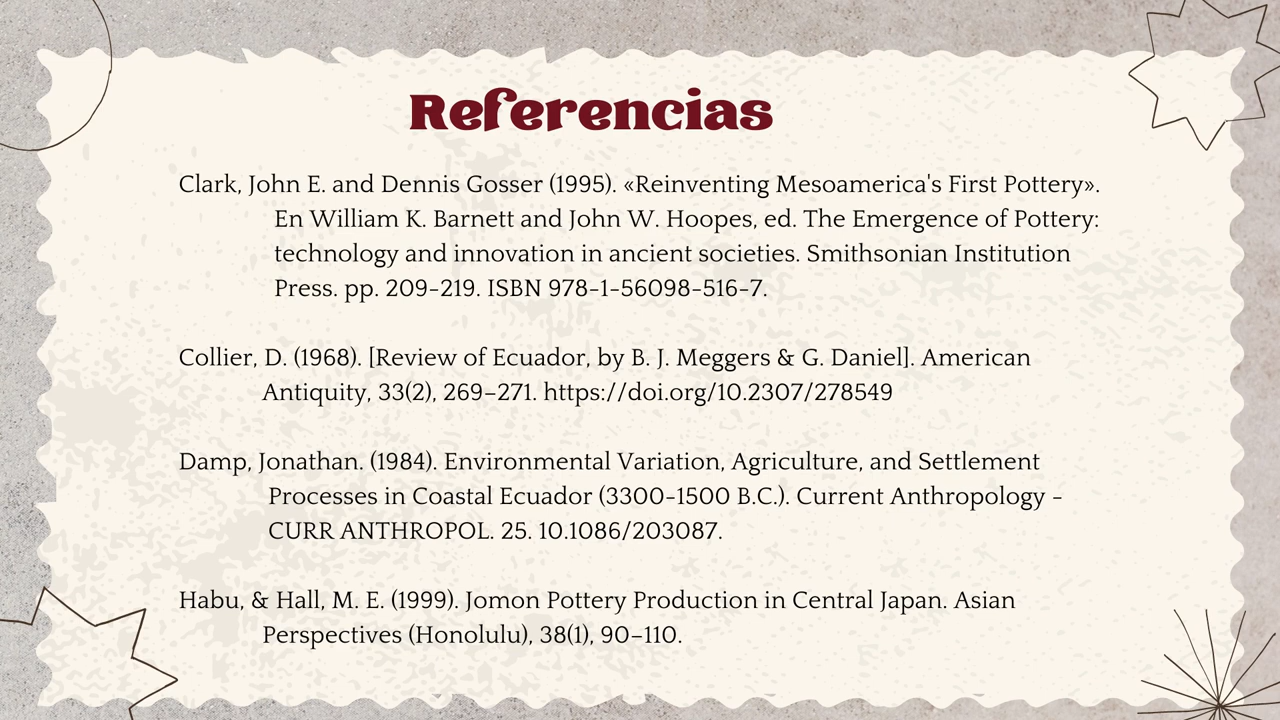 Referencias
Clark, John E. and Dennis Gosser (1995). «Reinventing Mesoamerica's First Pottery».
En William K. Barnett and John W. Hoopes, ed. The Emergence of Pottery:
technology and innovation in ancient societies. Smithsonian Institution
Press. pp. 209-219. ISBN 978-1-56098-516-7.
Collier, D. (1968). [Review of Ecuador, by B. J. Meggers & G. Daniel]. American
Antiquity, 33(2), 269–271. https://doi.org/10.2307/278549
Damp, Jonathan. (1984). Environmental Variation, Agriculture, and Settlement
Processes in Coastal Ecuador (3300-1500 B.C.). Current Anthropology -
CURR ANTHROPOL. 25. 10.1086/203087.
Habu, & Hall, M. E. (1999). Jomon Pottery Production in Central Japan. Asian
Perspectives (Honolulu), 38(1), 90–110.